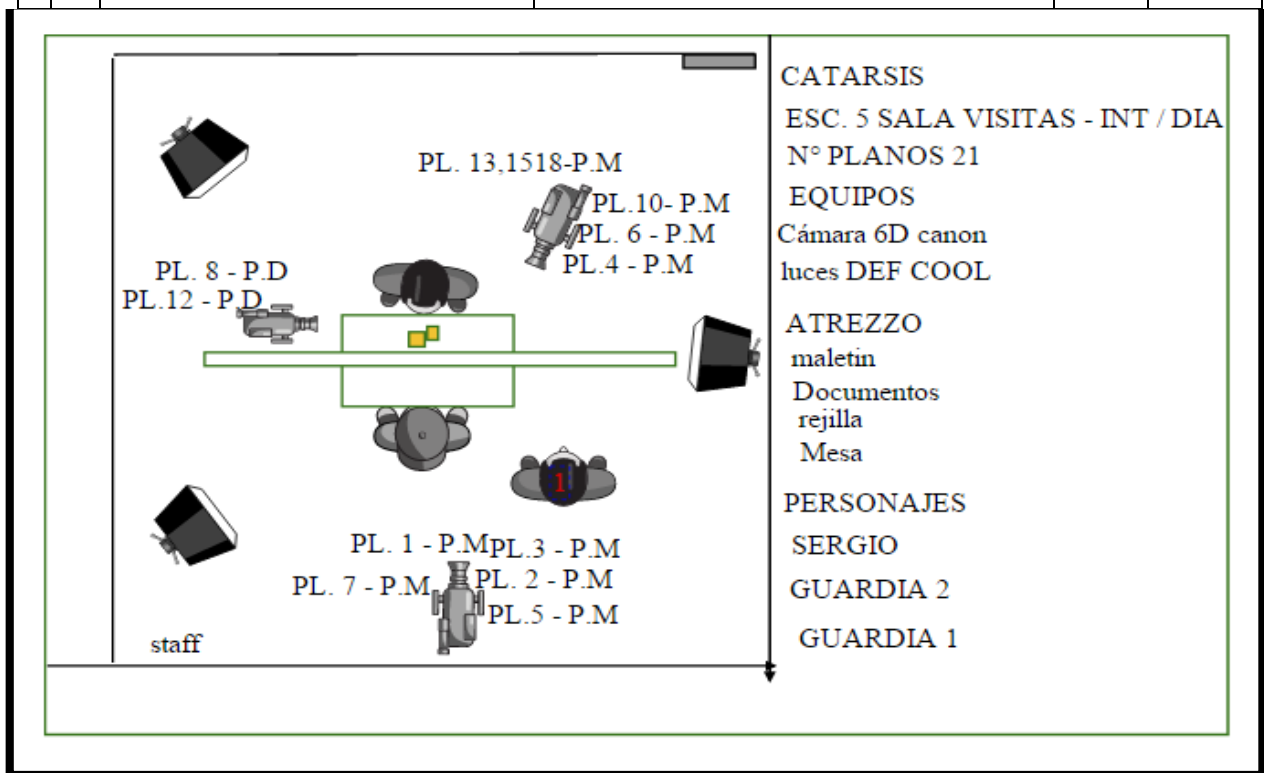 PL. 13,1518-P.M
PL.10- P.M
PL. 6 - P.M
PL.4 - P.M
PL. 8 - P.D
PL.12 - P.D
1
PL. 1 - P.M
PL.3 - P.M
PL. 7 - P.M
PL. 2 - P.M
PL.5 - P.M
staff
CATARSIS
ESC. 5 SALA VISITAS - INT / DIA
N° PLANOS 21
EQUIPOS
Cámara 6D canon
luces DEF COOL
ATREZZO
maletin
Documentos
rejilla
Mesa
PERSONAJES
SERGIO
GUARDIA 2
GUARDIA 1